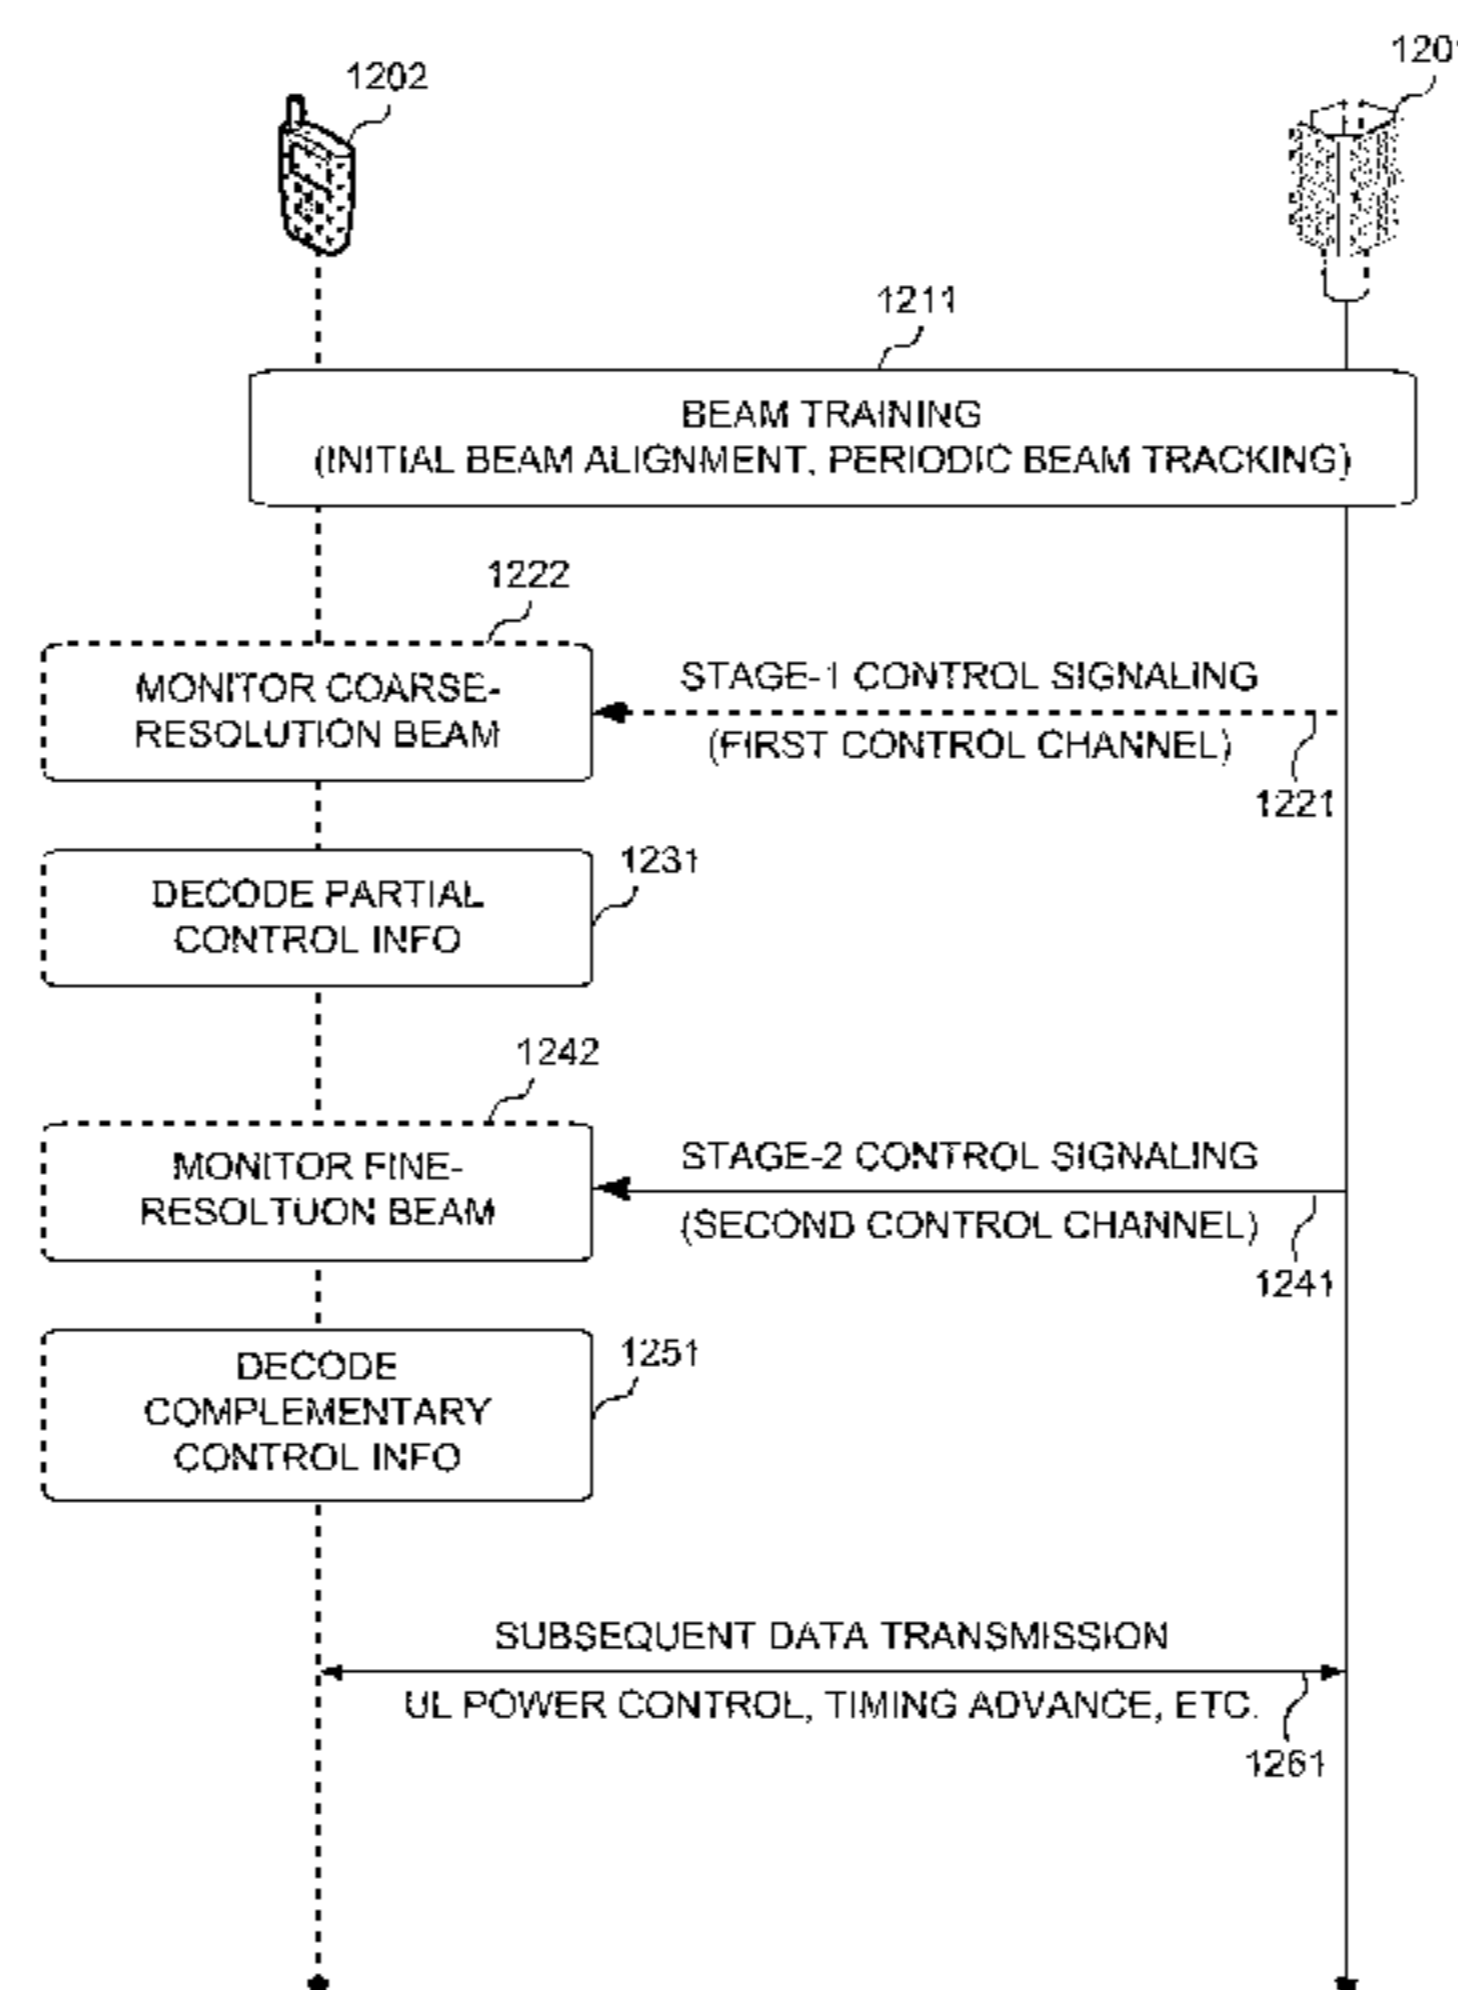 1202
1201
1211
BEAM TRAINING
(INITIAL BEAM ALIGNMENT, PERIODIC BEAM TRACKING)
1222
MONITOR COARSE-
RESOLUTION BEAM
STAGE-1 CONTROL SIGNALING
(FIRST CONTROL CHANNEL)
1221
1231
DECODE PARTIAL
CONTROL INFO
1242
MONITOR FINE-
RESOLTUON BEAM
STAGE-2 CONTROL SIGNALING
(SECOND CONTROL CHANNEL)
1241
1251
DECODE
COMPLEMENTARY
CONTROL INFO
SUBSEQUENT DATA TRANSMISSION
UL POWER CONTROL, TIMING ADVANCE, ETC.
1261